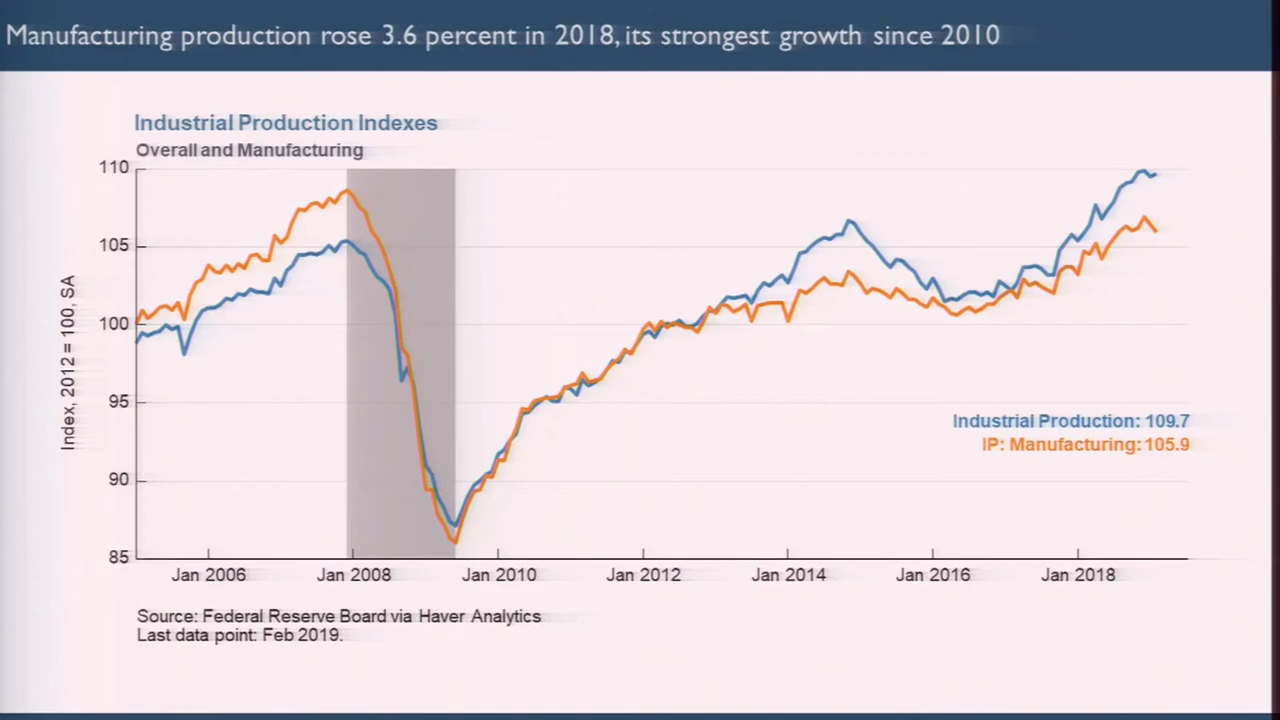 Manufacturing production rose 3.6 percent in 2018, its strongest growth since 2010
Industrial Production Indexes
Overall and Manufacturing
110
105
100
95
90
85
Index, 2012 = 100, SA
Industrial Production: 109.7
IP: Manufacturing: 105.9
Jan 2006
Jan 2008
Jan 2010
Jan 2012
Jan 2014
Jan 2016
Jan 2018
Source: Federal Reserve Board via Haver Analytics
Last data point: Feb 2019.